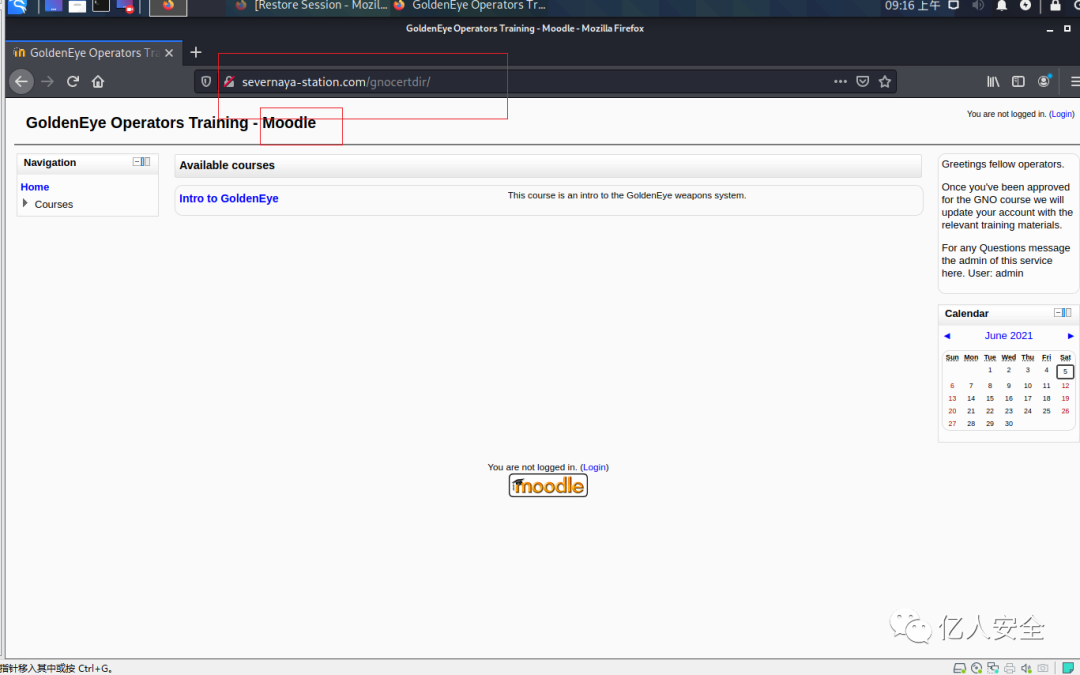 [Restore Session - Mozil...
GoldenEye Operators Tr...
09:16 上午
GoldenEye Operators Training - Moodle - Mozilla Firefox
GoldenEye Operators Tra
severnaya-station.com/gnocertdir/
GoldenEye Operators Training - Moodle
You are not logged in. (Login)
Navigation
Home
Courses
Available courses
Intro to GoldenEye
This course is an intro to the GoldenEye weapons system.
Greetings fellow operators.
Once you've been approved
for the GNO course we will
update your account with the
relevant training materials.
For any Questions message
the admin of this service
here. User: admin
Calendar
◄ June 2021 ►
Sun Mon Tue Wed Thu Fri Sat
1 2 3 4 5
6 7 8 9 10 11 12
13 14 15 16 17 18 19
20 21 22 23 24 25 26
27 28 29 30
You are not logged in. (Login)
moodle
亿人安全
指针移入其中或按 Ctrl+G。